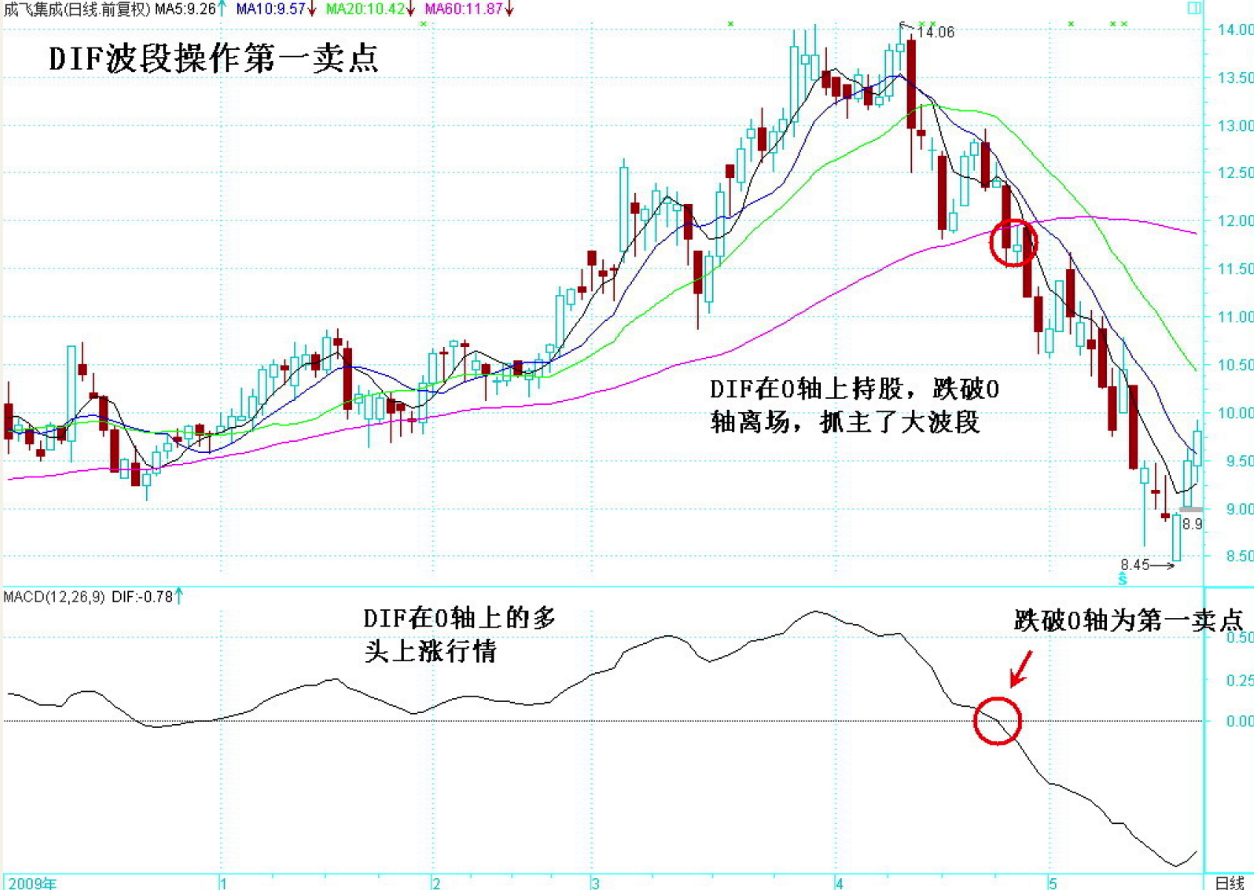 成飞集成(日线.前复权) MA5:9.26↑ MA10:9.57↓ MA20:10.42↓ MA60:11.87↓
DIF波段操作第一卖点
14.06
14.00
13.50
13.00
12.50
12.00
11.50
11.00
10.50
DIF在0轴上持股，跌破0
轴离场，抓主了大波段
10.00
9.50
9.00
8.9
8.50
8.45
S
MACD(12,26,9) DIF:-0.78↑
DIF在0轴上的多
头上涨行情
跌破0轴为第一卖点
0.50
0.25
0.00
2009年 1 2 3 4 5 日线